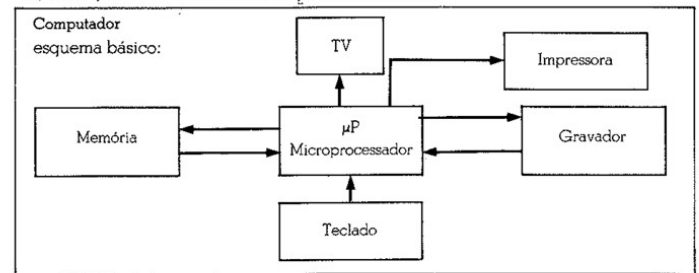 Computador
esquema básico:
TV
Impressora
Memória
µP
Microprocessador
Gravador
Teclado